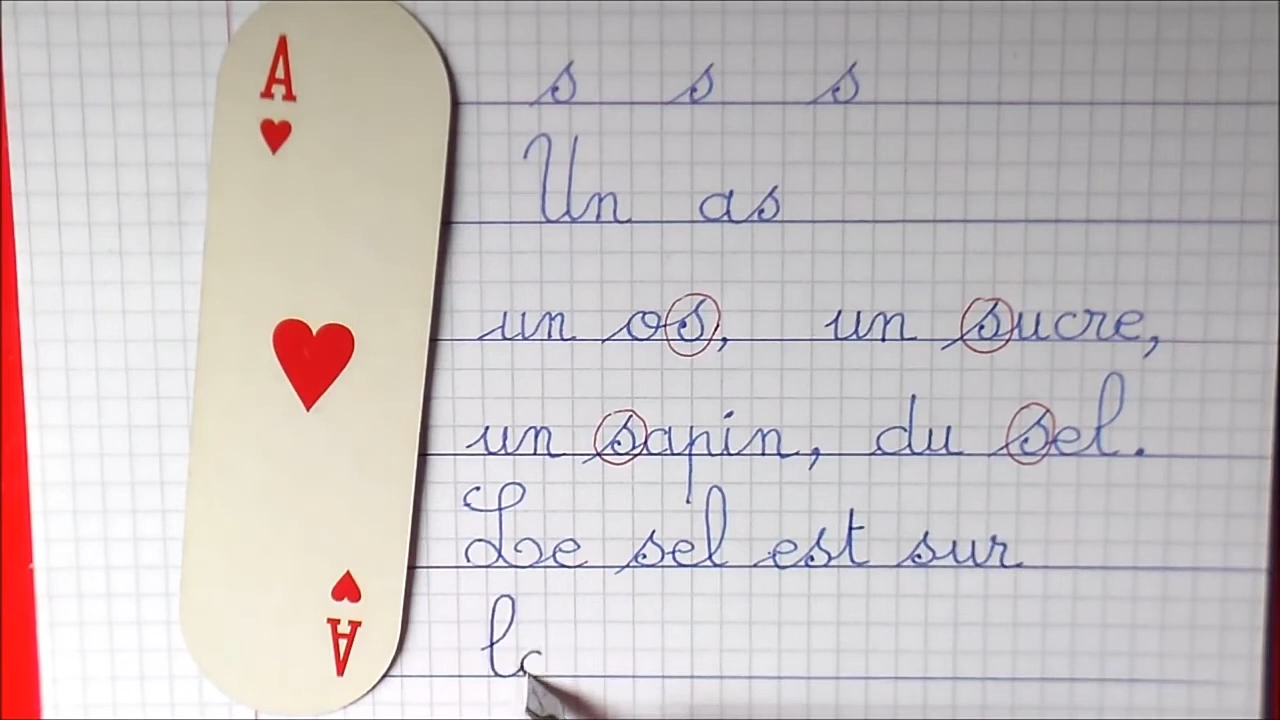 A
s s s
Un as
un os, un sucre,
un sapin, du sel.
Le sel est sur
A